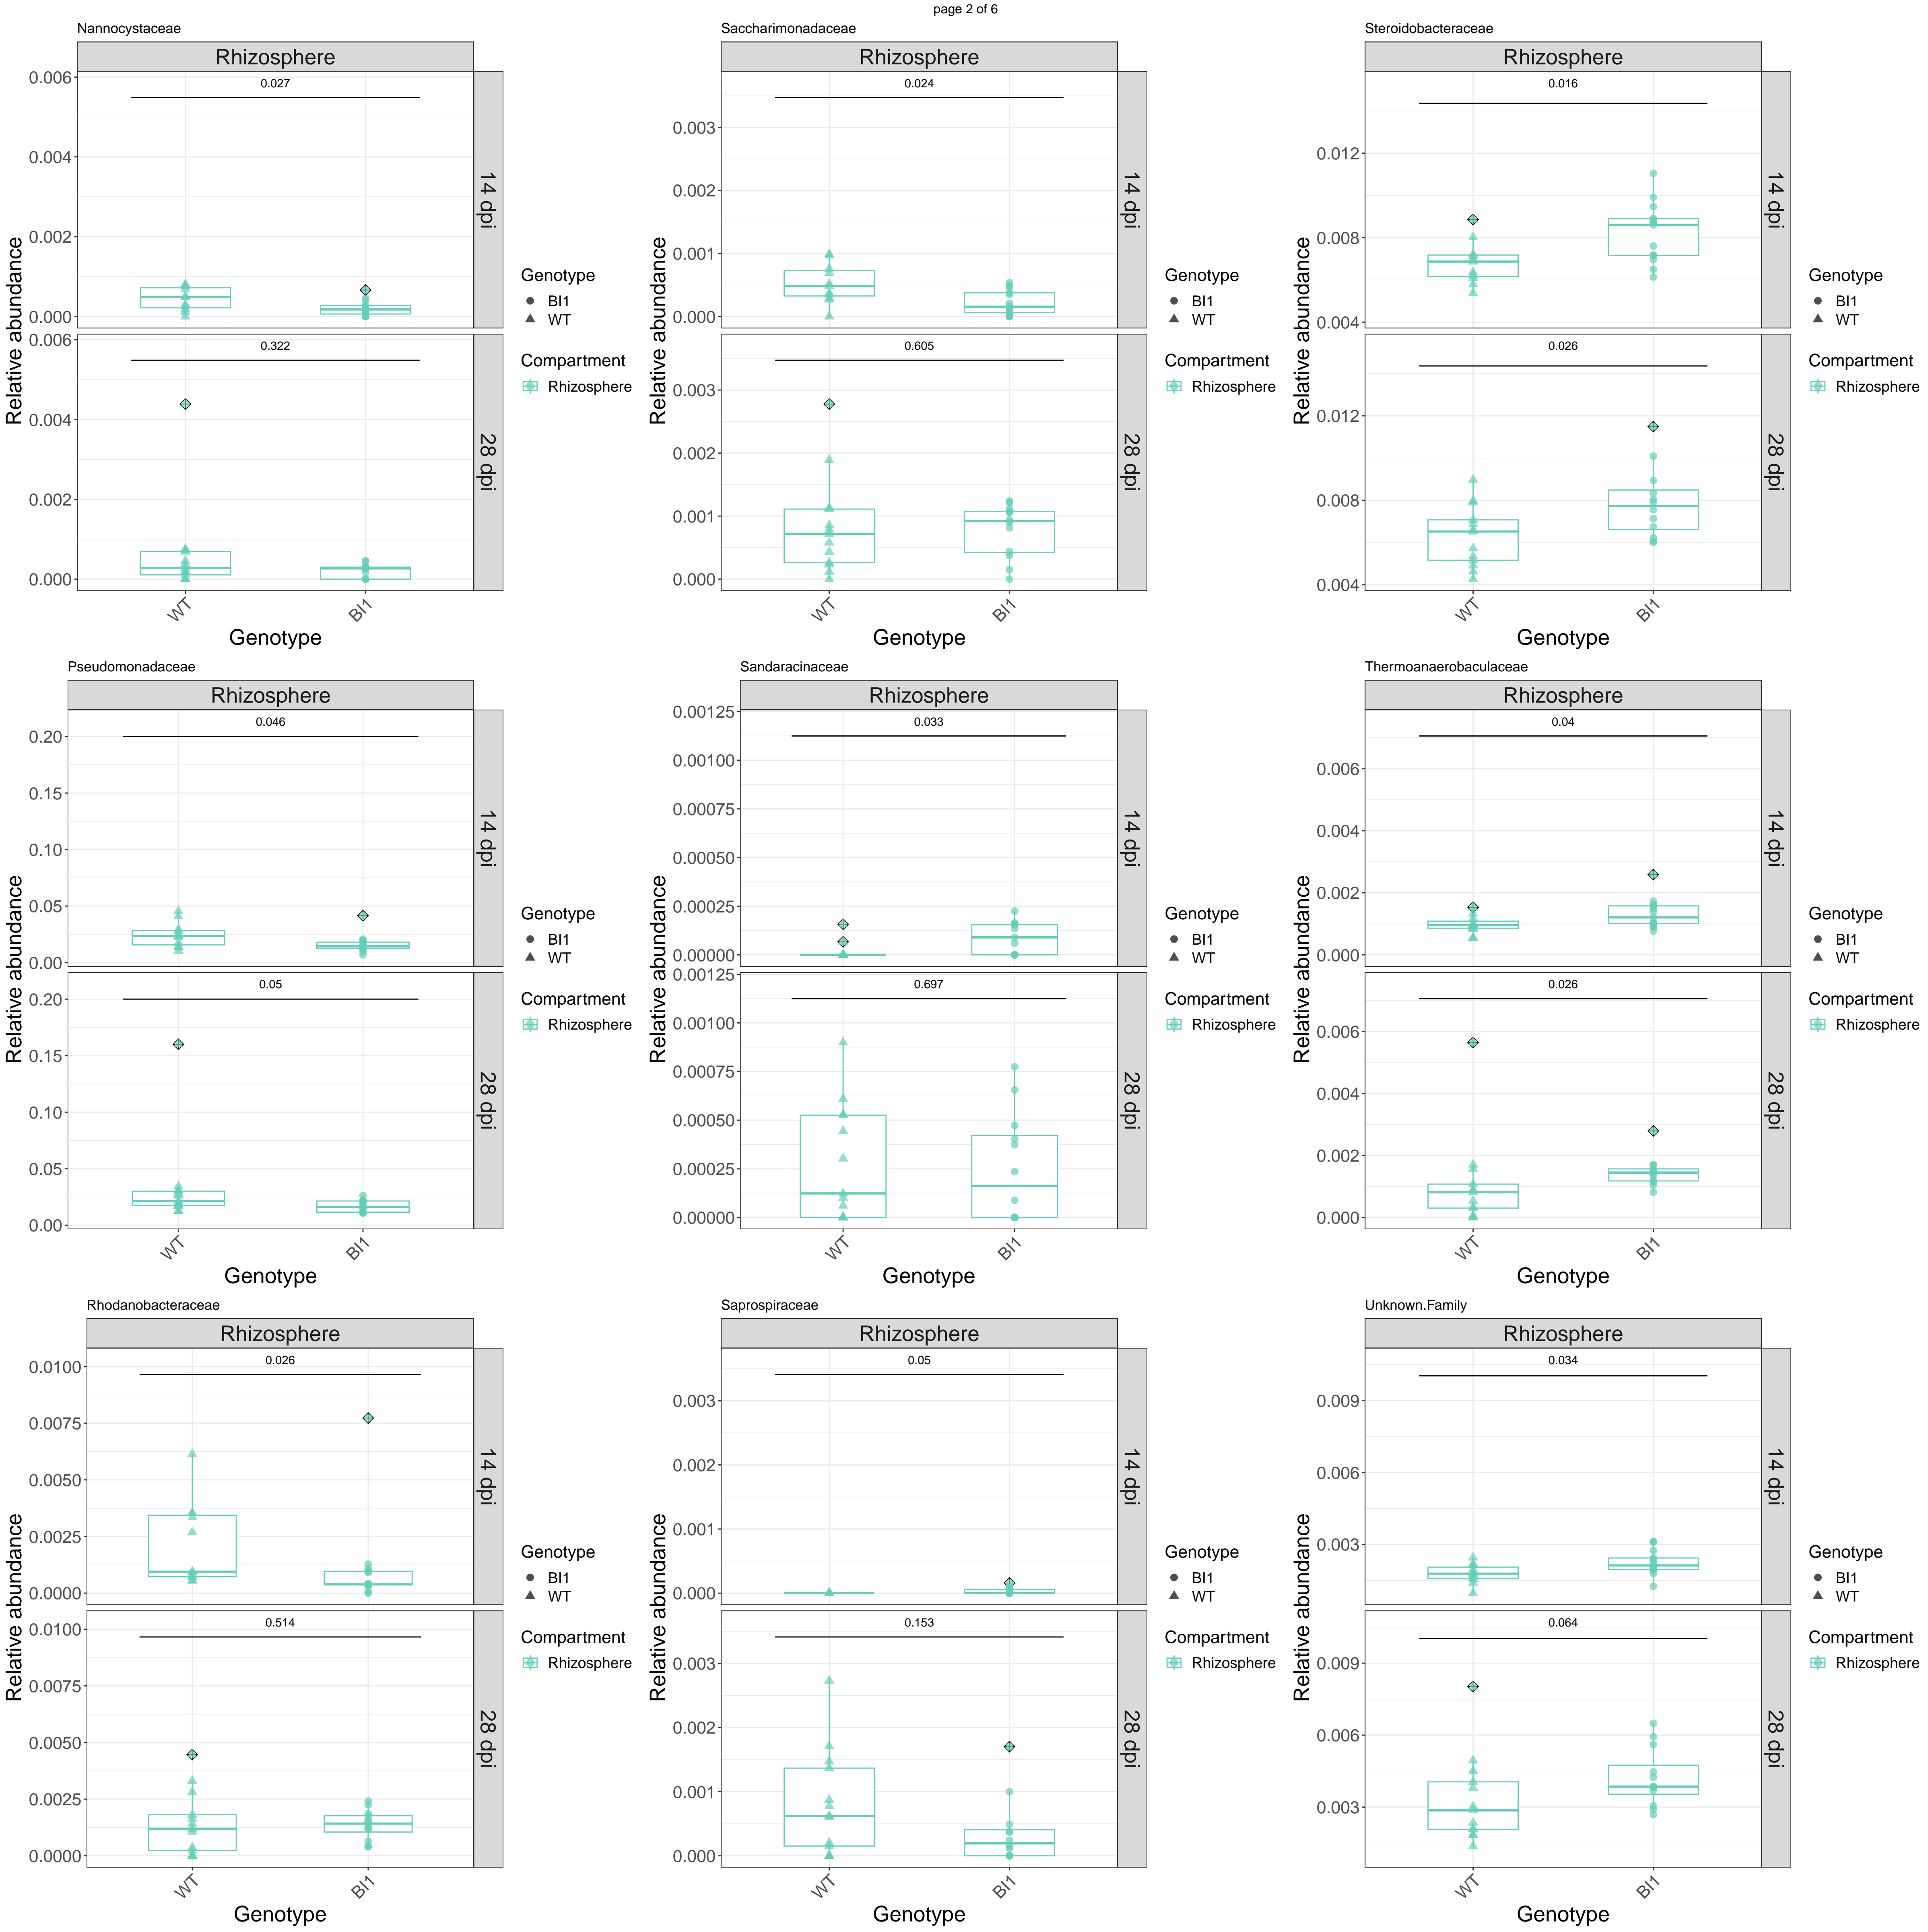 page 2 of 6
Nannocystaceae
Rhizosphere
Relative abundance
0.006
0.004
0.002
0.000
0.027
14 dpi
0.006
0.004
0.002
0.000
0.322
28 dpi
WT
BI1
Genotype
Genotype
BI1
WT
Compartment
Rhizosphere
Saccharimonadaceae
Rhizosphere
Relative abundance
0.003
0.002
0.001
0.000
0.024
14 dpi
0.003
0.002
0.001
0.000
0.605
28 dpi
WT
BI1
Genotype
Genotype
BI1
WT
Compartment
Rhizosphere
Steroidobacteraceae
Rhizosphere
Relative abundance
0.012
0.008
0.004
0.016
14 dpi
0.012
0.008
0.004
0.026
28 dpi
WT
BI1
Genotype
Genotype
BI1
WT
Compartment
Rhizosphere
Pseudomonadaceae
Rhizosphere
Relative abundance
0.20
0.15
0.10
0.05
0.00
0.046
14 dpi
0.20
0.15
0.10
0.05
0.00
0.05
28 dpi
WT
BI1
Genotype
Genotype
BI1
WT
Compartment
Rhizosphere
Sandaracinaceae
Rhizosphere
Relative abundance
0.00125
0.00100
0.00075
0.00050
0.00025
0.00000
0.033
14 dpi
0.00125
0.00100
0.00075
0.00050
0.00025
0.00000
0.697
28 dpi
WT
BI1
Genotype
Genotype
BI1
WT
Compartment
Rhizosphere
Thermoanaerobaculaceae
Rhizosphere
Relative abundance
0.006
0.004
0.002
0.000
0.04
14 dpi
0.006
0.004
0.002
0.000
0.026
28 dpi
WT
BI1
Genotype
Genotype
BI1
WT
Compartment
Rhizosphere
Rhodanobacteraceae
Rhizosphere
Relative abundance
0.0100
0.0075
0.0050
0.0025
0.0000
0.026
14 dpi
0.0100
0.0075
0.0050
0.0025
0.0000
0.514
28 dpi
WT
BI1
Genotype
Genotype
BI1
WT
Compartment
Rhizosphere
Saprospiraceae
Rhizosphere
Relative abundance
0.003
0.002
0.001
0.000
0.05
14 dpi
0.003
0.002
0.001
0.000
0.153
28 dpi
WT
BI1
Genotype
Genotype
BI1
WT
Compartment
Rhizosphere
Unknown.Family
Rhizosphere
Relative abundance
0.009
0.006
0.003
0.034
14 dpi
0.009
0.006
0.003
0.064
28 dpi
WT
BI1
Genotype
Genotype
BI1
WT
Compartment
Rhizosphere